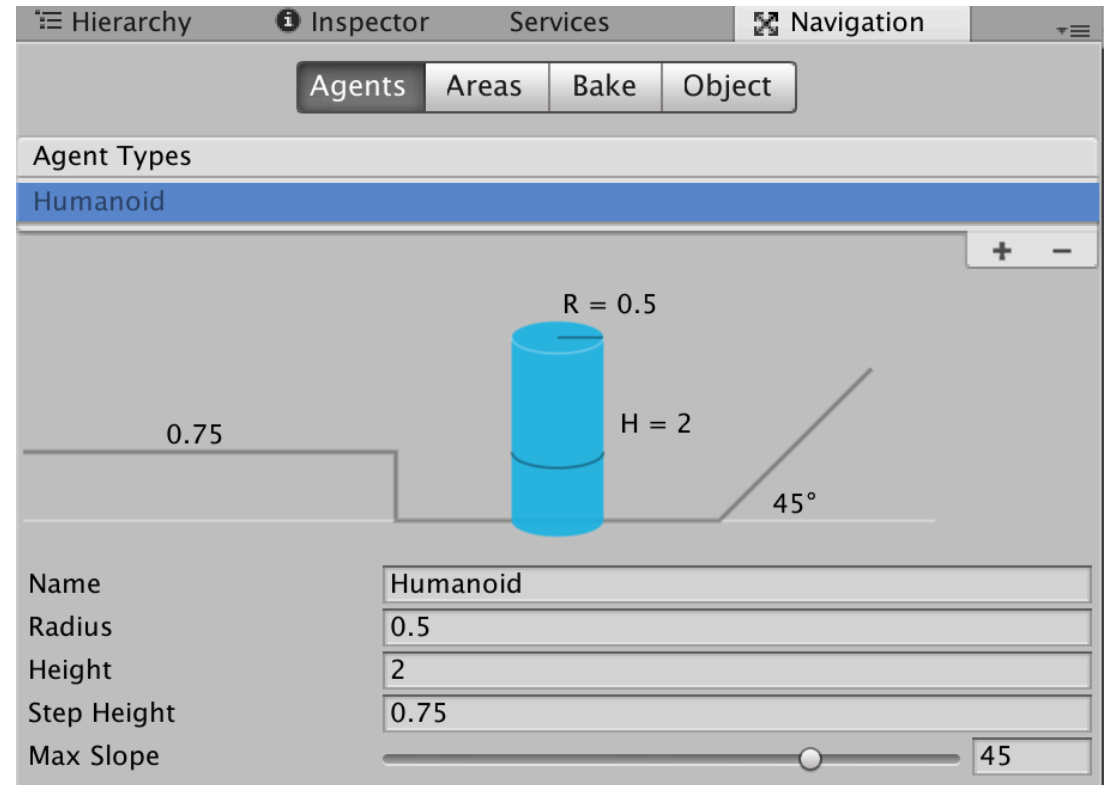 Hierarchy Inspector Services Navigation
Agents Areas Bake Object
Agent Types
Humanoid
+ −
R = 0.5
H = 2
0.75
45°
Name Humanoid
Radius 0.5
Height 2
Step Height 0.75
Max Slope 45